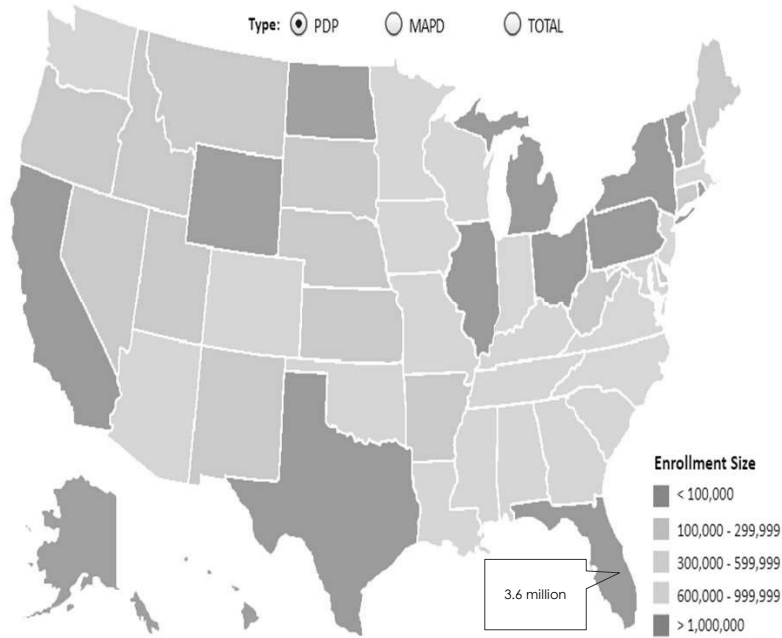 Type: PDP MAPD TOTAL
Enrollment Size
< 100,000
100,000 - 299,999
300,000 - 599,999
600,000 - 999,999
> 1,000,000
3.6 million